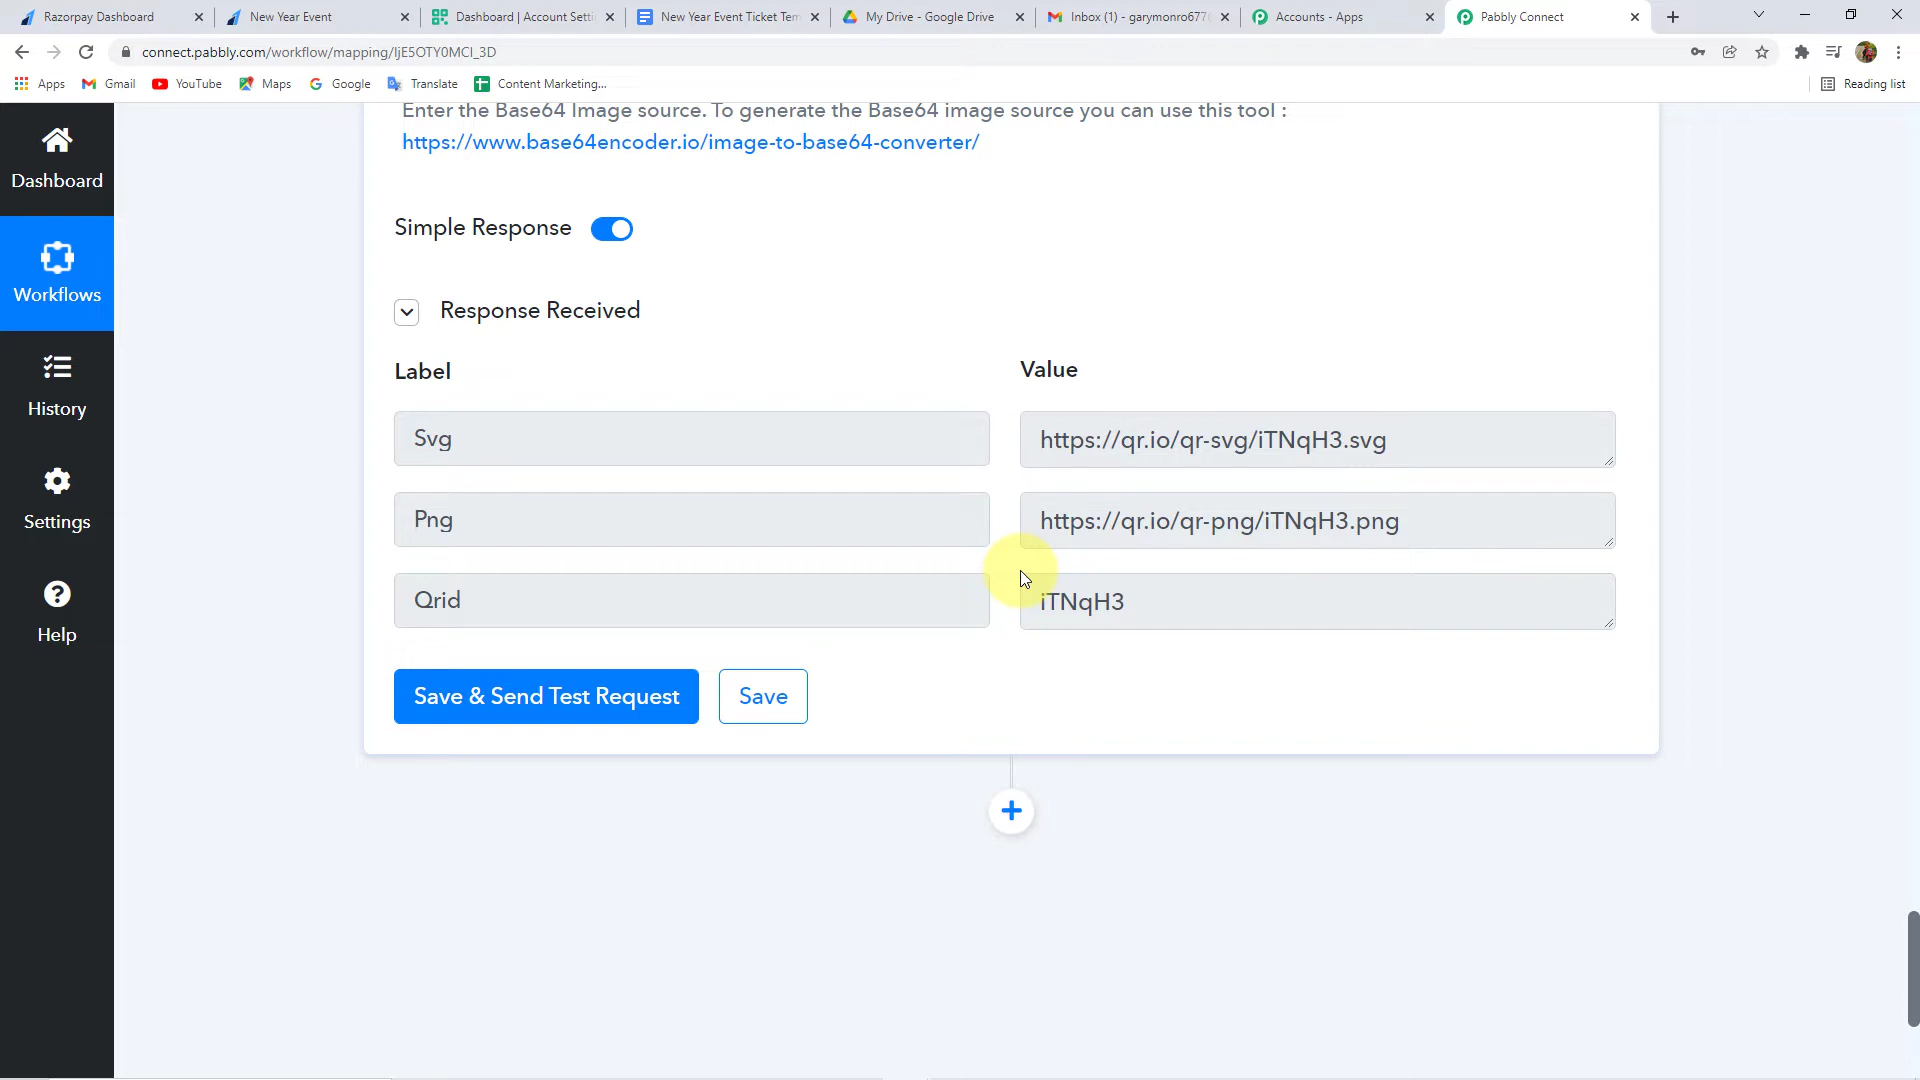 Razorpay Dashboard
New Year Event
Dashboard | Account Setti
New Year Event Ticket Tem
My Drive - Google Drive
Inbox (1) - garymonro677
Accounts - Apps
Pabbly Connect
connect.pabbly.com/workflow/mapping/IjE5OTY0MCI_3D
Apps
Gmail
YouTube
Maps
Google
Translate
Content Marketing...
Reading list
Dashboard
Workflows
History
Settings
Help
Enter the Base64 Image source. To generate the Base64 image source you can use this tool :
https://www.base64encoder.io/image-to-base64-converter/
Simple Response
Response Received
Label
Value
Svg
https://qr.io/qr-svg/iTNqH3.svg
Png
https://qr.io/qr-png/iTNqH3.png
Qrid
iTNqH3
Save & Send Test Request
Save